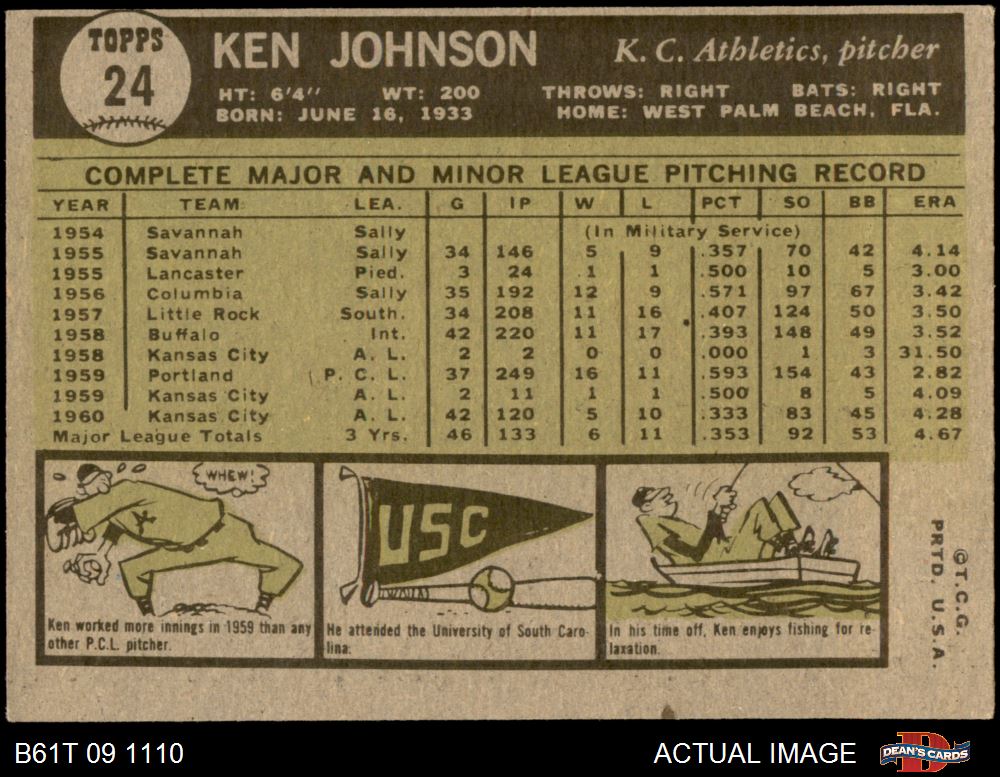 TOPPS
24
KEN JOHNSON
K. C. Athletics, pitcher
HT: 6'4'' WT: 200 THROWS: RIGHT BATS: RIGHT
BORN: JUNE 16, 1933 HOME: WEST PALM BEACH, FLA.
COMPLETE MAJOR AND MINOR LEAGUE PITCHING RECORD
YEAR TEAM LEA. G IP W L PCT SO BB ERA
1954 Savannah Sally (In Military Service)
1955 Savannah Sally 34 146 5 9 .357 70 42 4.14
1955 Lancaster Pied. 3 24 1 1 .500 10 5 3.00
1956 Columbia Sally 35 192 12 9 .571 97 67 3.42
1957 Little Rock South. 34 208 11 16 .407 124 50 3.50
1958 Buffalo Int. 42 220 11 17 .393 148 49 3.52
1958 Kansas City A. L. 2 2 0 0 .000 1 3 31.50
1959 Portland P. C. L. 37 249 16 11 .593 154 43 2.82
1959 Kansas City A. L. 2 11 1 1 .500 8 5 4.09
1960 Kansas City A. L. 42 120 5 10 .333 83 45 4.28
Major League Totals 3 Yrs. 46 133 6 11 .353 92 53 4.67
WHEW!
Ken worked more innings in 1959 than any
other P.C.L. pitcher.
USC
He attended the University of South Caro-
lina.
In his time off, Ken enjoys fishing for re-
laxation.
©T.C.G.
PRTD. U.S.A.
B61T 09 1110
ACTUAL IMAGE
D
DEAN'S CARDS